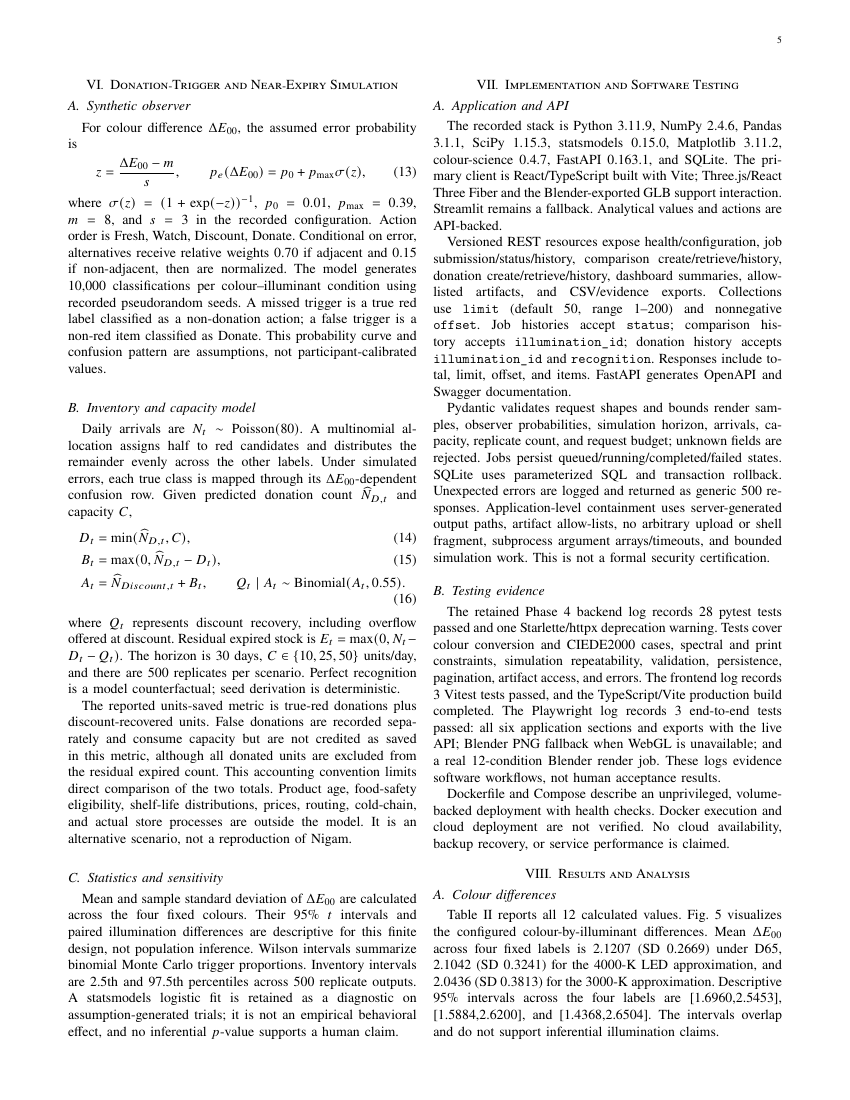 5
VI. Donation-Trigger and Near-Expiry Simulation
A. Synthetic observer
For colour difference ΔE₀₀, the assumed error probability
is
z = (ΔE₀₀ − m)/s, pₑ(ΔE₀₀) = p₀ + pₘₐₓσ(z), (13)
where σ(z) = (1 + exp(−z))⁻¹, p₀ = 0.01, pₘₐₓ = 0.39,
m = 8, and s = 3 in the recorded configuration. Action
order is Fresh, Watch, Discount, Donate. Conditional on error,
alternatives receive relative weights 0.70 if adjacent and 0.15
if non-adjacent, then are normalized. The model generates
10,000 classifications per colour–illuminant condition using
recorded pseudorandom seeds. A missed trigger is a true red
label classified as a non-donation action; a false trigger is a
non-red item classified as Donate. This probability curve and
confusion pattern are assumptions, not participant-calibrated
values.
B. Inventory and capacity model
Daily arrivals are N_t ∼ Poisson(80). A multinomial al-
location assigns half to red candidates and distributes the
remainder evenly across the other labels. Under simulated
errors, each true class is mapped through its ΔE₀₀-dependent
confusion row. Given predicted donation count N̂_{D,t} and
capacity C,
D_t = min(N̂_{D,t}, C), (14)
B_t = max(0, N̂_{D,t} − D_t), (15)
A_t = N̂_{Discount,t} + B_t, Q_t | A_t ∼ Binomial(A_t, 0.55).
(16)
where Q_t represents discount recovery, including overflow
offered at discount. Residual expired stock is E_t = max(0, N_t −
D_t − Q_t). The horizon is 30 days, C ∈ {10, 25, 50} units/day,
and there are 500 replicates per scenario. Perfect recognition
is a model counterfactual; seed derivation is deterministic.
The reported units-saved metric is true-red donations plus
discount-recovered units. False donations are recorded sepa-
rately and consume capacity but are not credited as saved
in this metric, although all donated units are excluded from
the residual expired count. This accounting convention limits
direct comparison of the two totals. Product age, food-safety
eligibility, shelf-life distributions, prices, routing, cold-chain,
and actual store processes are outside the model. It is an
alternative scenario, not a reproduction of Nigam.
C. Statistics and sensitivity
Mean and sample standard deviation of ΔE₀₀ are calculated
across the four fixed colours. Their 95% t intervals and
paired illumination differences are descriptive for this finite
design, not population inference. Wilson intervals summarize
binomial Monte Carlo trigger proportions. Inventory intervals
are 2.5th and 97.5th percentiles across 500 replicate outputs.
A statsmodels logistic fit is retained as a diagnostic on
assumption-generated trials; it is not an empirical behavioral
effect, and no inferential p-value supports a human claim.
VII. Implementation and Software Testing
A. Application and API
The recorded stack is Python 3.11.9, NumPy 2.4.6, Pandas
3.1.1, SciPy 1.15.3, statsmodels 0.15.0, Matplotlib 3.11.2,
colour-science 0.4.7, FastAPI 0.163.1, and SQLite. The pri-
mary client is React/TypeScript built with Vite; Three.js/React
Three Fiber and the Blender-exported GLB support interaction.
Streamlit remains a fallback. Analytical values and actions are
API-backed.
Versioned REST resources expose health/configuration, job
submission/status/history, comparison create/retrieve/history,
donation create/retrieve/history, dashboard summaries, allow-
listed artifacts, and CSV/evidence exports. Collections
use limit (default 50, range 1–200) and nonnegative
offset. Job histories accept status; comparison his-
tory accepts illumination_id; donation history accepts
illumination_id and recognition. Responses include to-
tal, limit, offset, and items. FastAPI generates OpenAPI and
Swagger documentation.
Pydantic validates request shapes and bounds render sam-
ples, observer probabilities, simulation horizon, arrivals, ca-
pacity, replicate count, and request budget; unknown fields are
rejected. Jobs persist queued/running/completed/failed states.
SQLite uses parameterized SQL and transaction rollback.
Unexpected errors are logged and returned as generic 500 re-
sponses. Application-level containment uses server-generated
output paths, artifact allow-lists, no arbitrary upload or shell
fragment, subprocess argument arrays/timeouts, and bounded
simulation work. This is not a formal security certification.
B. Testing evidence
The retained Phase 4 backend log records 28 pytest tests
passed and one Starlette/httpx deprecation warning. Tests cover
colour conversion and CIEDE2000 cases, spectral and print
constraints, simulation repeatability, validation, persistence,
pagination, artifact access, and errors. The frontend log records
3 Vitest tests passed, and the TypeScript/Vite production build
completed. The Playwright log records 3 end-to-end tests
passed: all six application sections and exports with the live
API; Blender PNG fallback when WebGL is unavailable; and
a real 12-condition Blender render job. These logs evidence
software workflows, not human acceptance results.
Dockerfile and Compose describe an unprivileged, volume-
backed deployment with health checks. Docker execution and
cloud deployment are not verified. No cloud availability,
backup recovery, or service performance is claimed.
VIII. Results and Analysis
A. Colour differences
Table II reports all 12 calculated values. Fig. 5 visualizes
the configured colour-by-illuminant differences. Mean ΔE₀₀
across four fixed labels is 2.1207 (SD 0.2669) under D65,
2.1042 (SD 0.3241) for the 4000-K LED approximation, and
2.0436 (SD 0.3813) for the 3000-K approximation. Descriptive
95% intervals across the four labels are [1.6960,2.5453],
[1.5884,2.6200], and [1.4368,2.6504]. The intervals overlap
and do not support inferential illumination claims.